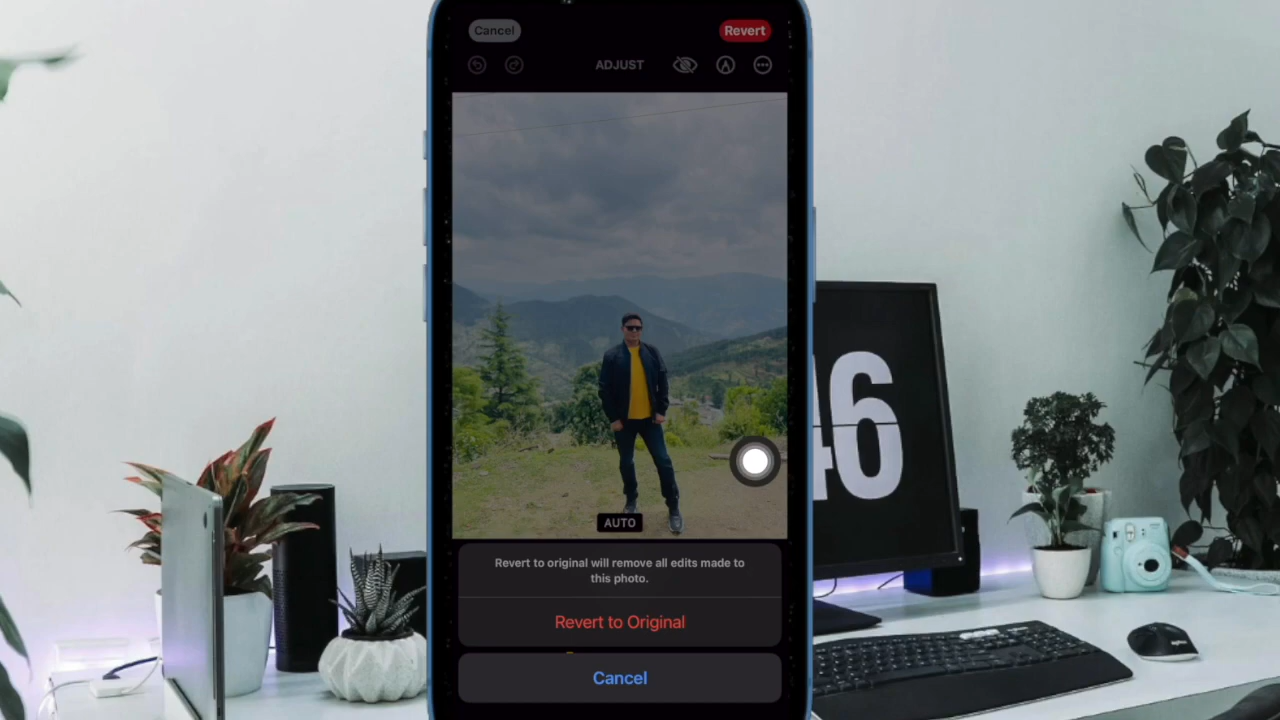 Cancel
Revert
ADJUST
AUTO
Revert to original will remove all edits made to
this photo.
Revert to Original
Cancel
46